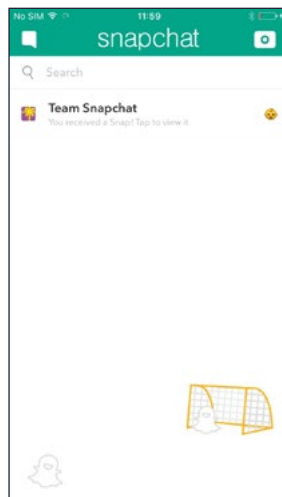 No SIM 11:59
snapchat
Search
Team Snapchat
You received a Snap! Tap to view it